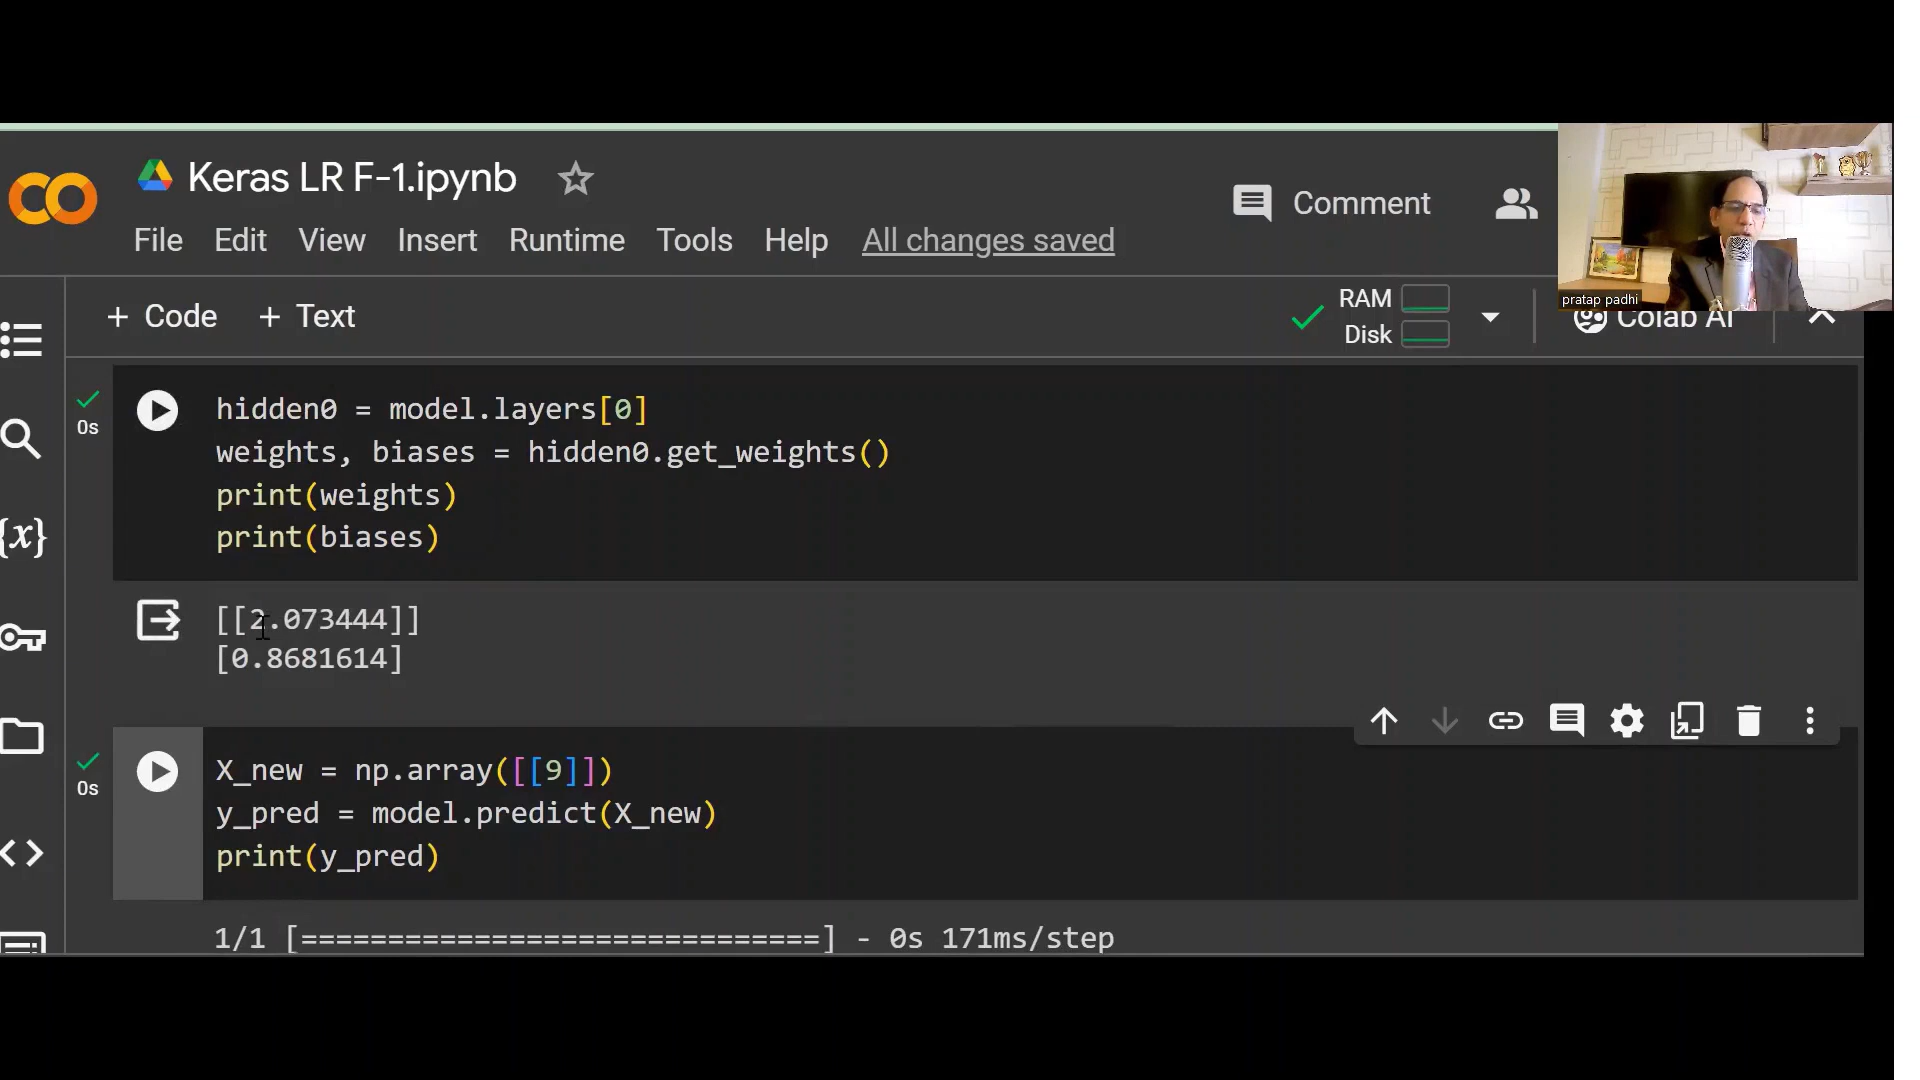 Keras LR F-1.ipynb
File Edit View Insert Runtime Tools Help All changes saved
Comment
pratap padhi
+ Code + Text
RAM
Disk
Colab AI
0s
hidden0 = model.layers[0]
weights, biases = hidden0.get_weights()
print(weights)
print(biases)
{x}
[[2.073444]]
[0.8681614]
0s
X_new = np.array([[9]])
y_pred = model.predict(X_new)
print(y_pred)
1/1 [==============================] - 0s 171ms/step